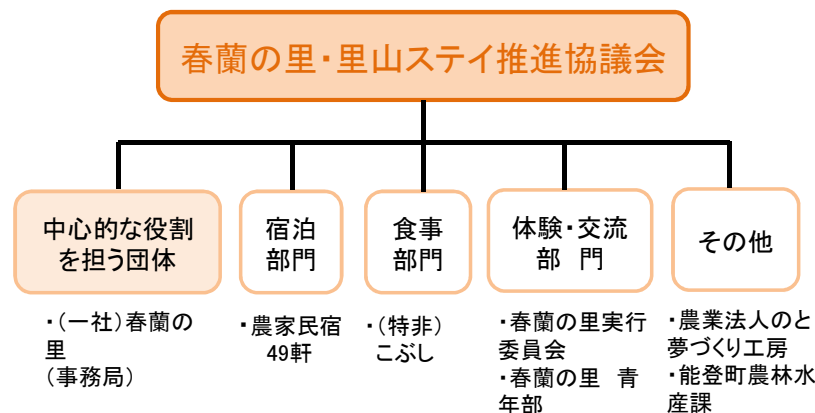 春蘭の里・里山ステイ推進協議会
中心的な役割
を担う団体
宿泊
部門
食事
部門
体験・交流
部　門
その他
・(一社)春蘭の
里
(事務局)
・農家民宿
49軒
・(特非)
こぶし
・春蘭の里実行
委員会
・春蘭の里　青
年部
・農業法人のと
夢づくり工房
・能登町農林水
産課